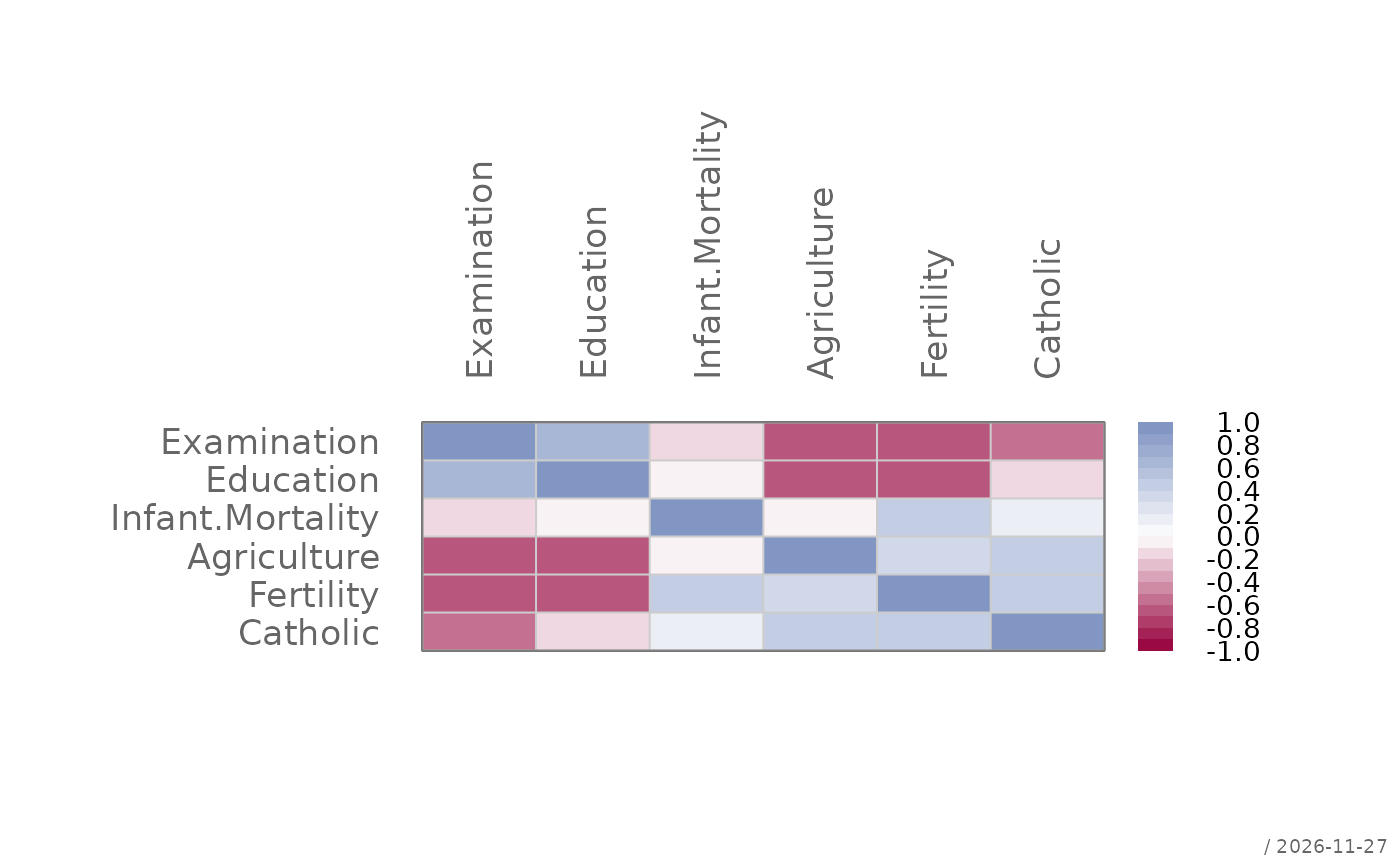 Examination
Education
Infant.Mortality
Agriculture
Fertility
Catholic
Examination
Education
Infant.Mortality
Agriculture
Fertility
Catholic
1.0
0.8
0.6
0.4
0.2
0.0
-0.2
-0.4
-0.6
-0.8
-1.0
/ 2026-11-27